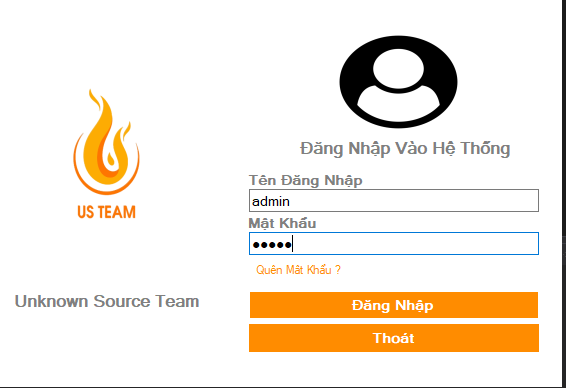 US TEAM
Unknown Source Team
Đăng Nhập Vào Hệ Thống
Tên Đăng Nhập
admin
Mật Khẩu
●●●●●
Quên Mật Khẩu ?
Đăng Nhập
Thoát